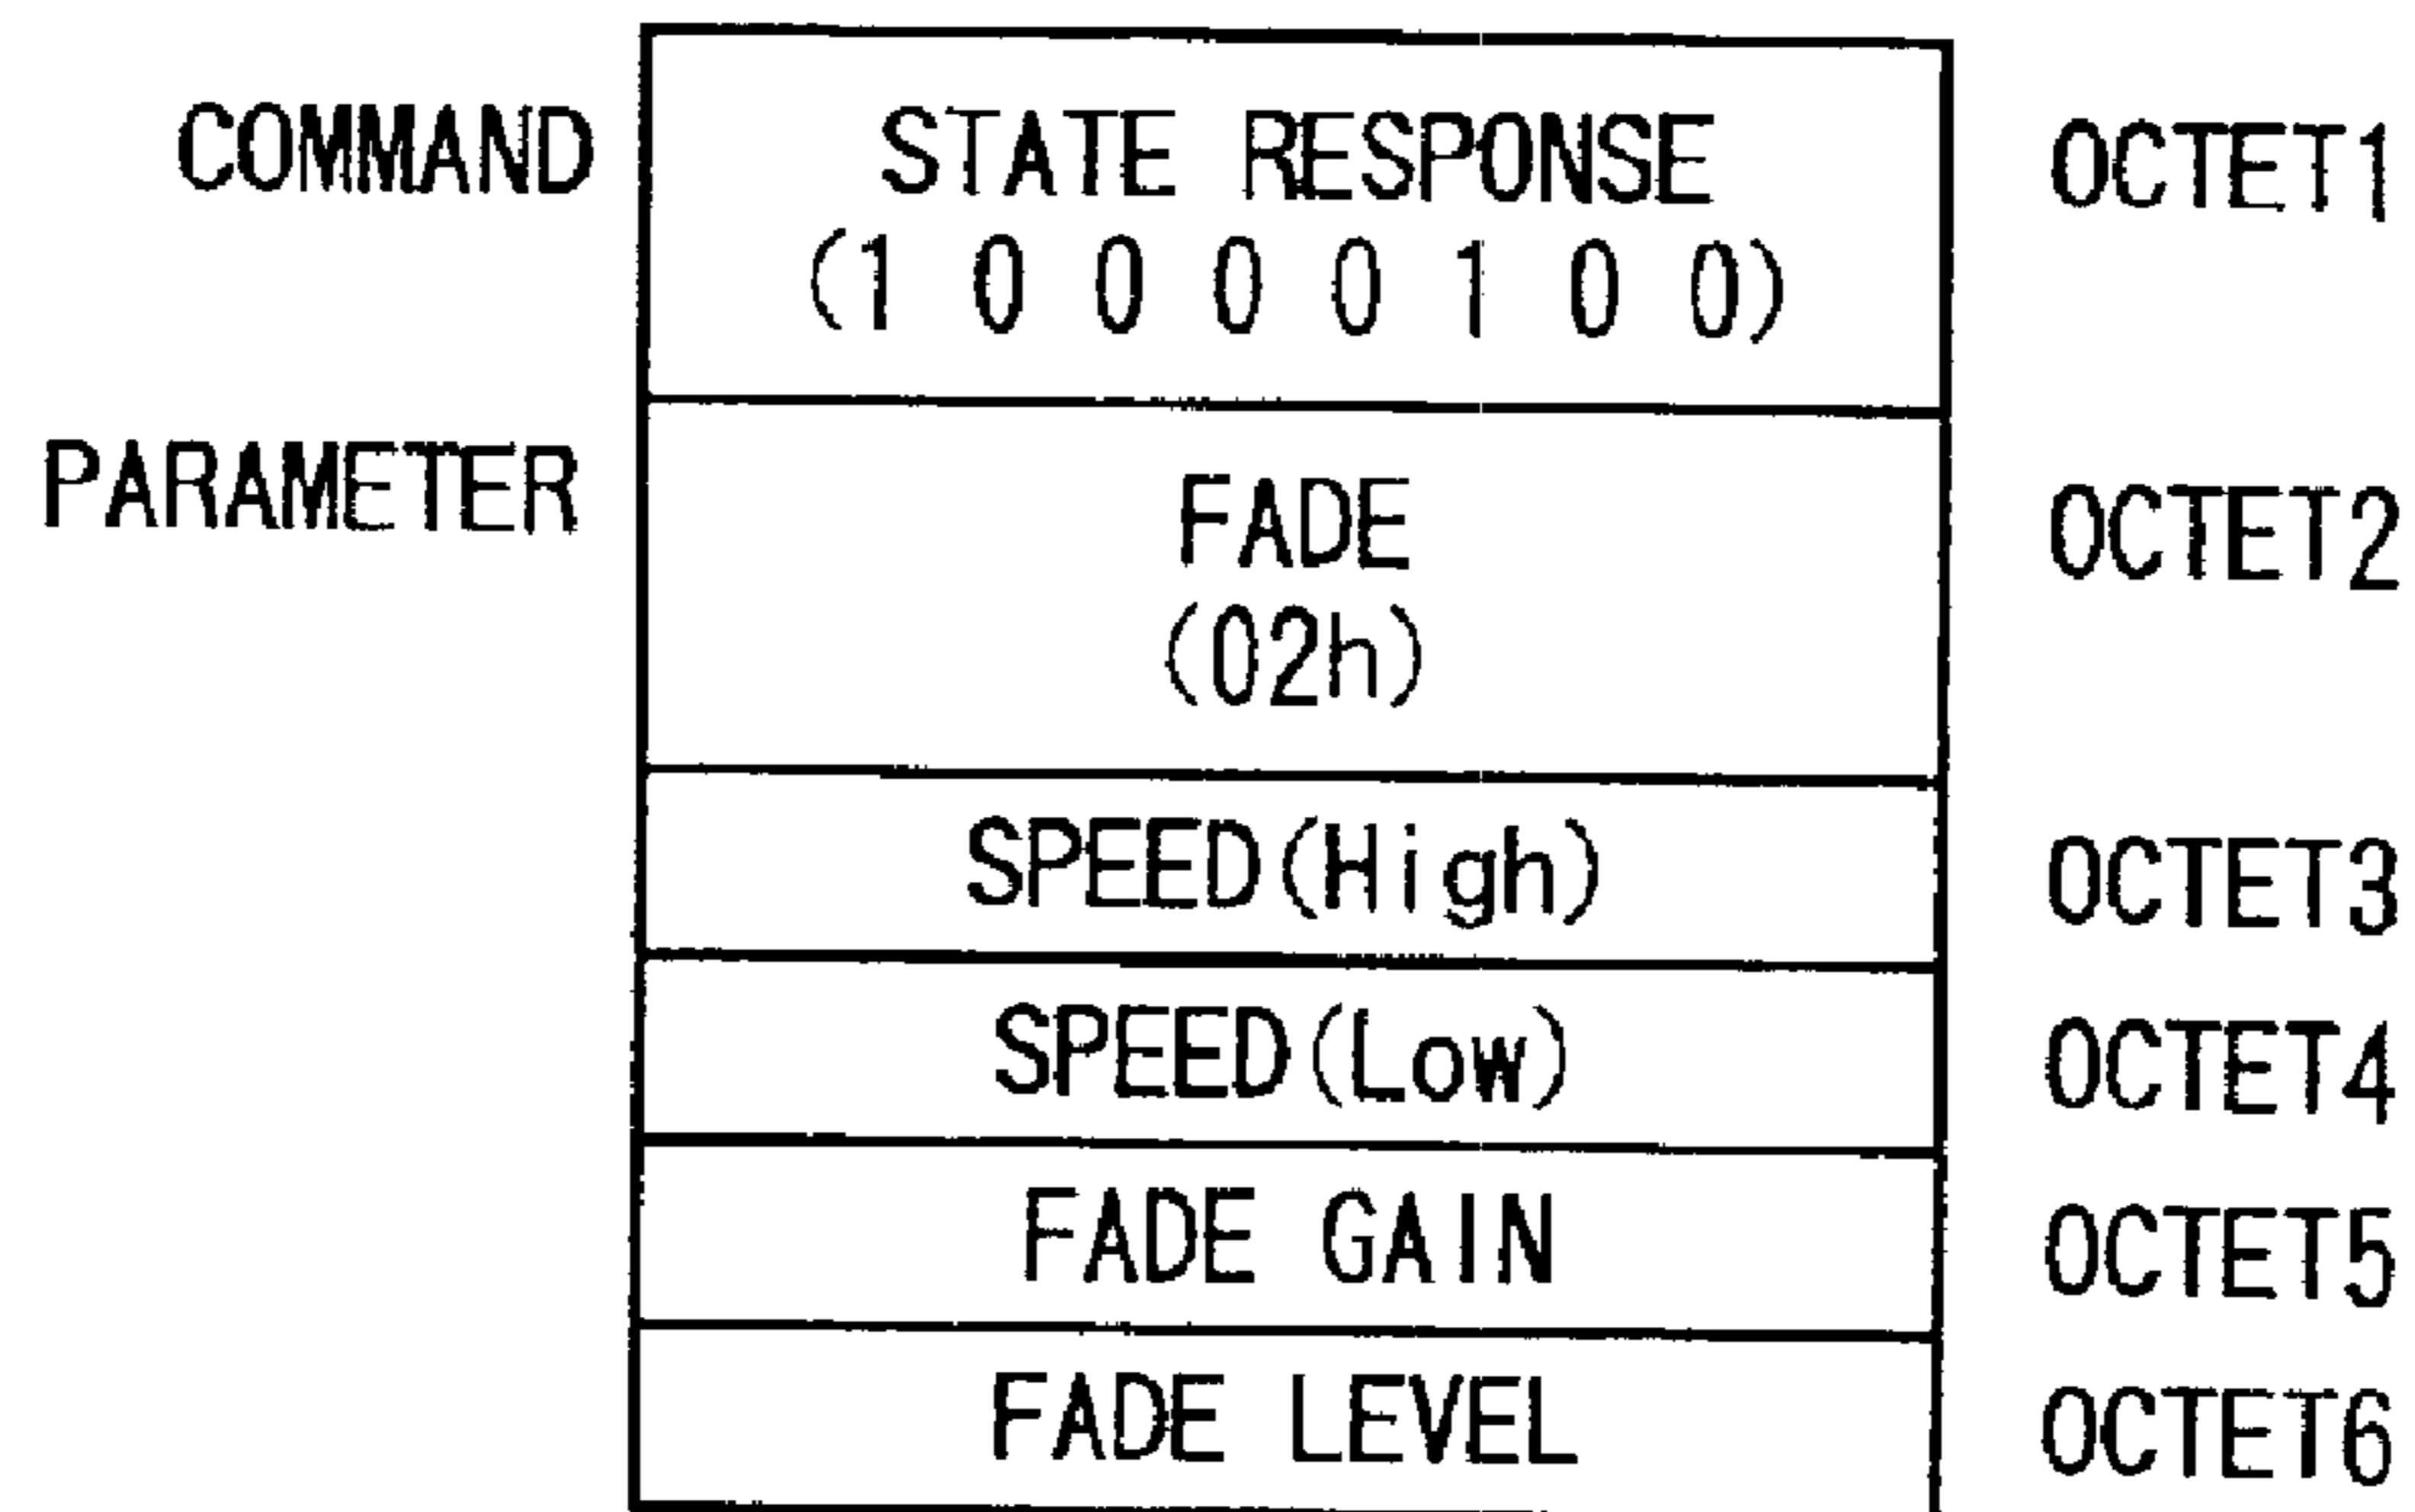 COMMAND STATE RESPONSE OCTET1
(1 0 0 0 0 1 0 0)
PARAMETER FADE OCTET2
(02h)
SPEED(High) OCTET3
SPEED(Low) OCTET4
FADE GAIN OCTET5
FADE LEVEL OCTET6